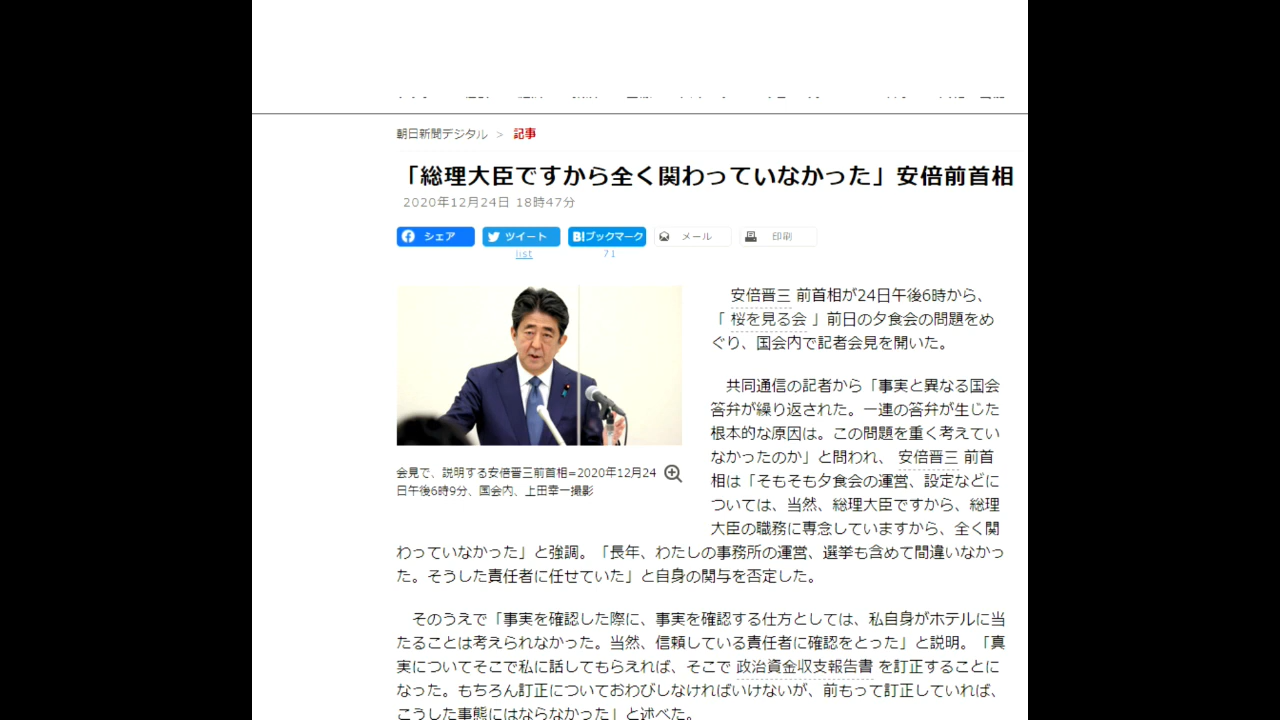 朝日新聞デジタル > 記事
「総理大臣ですから全く関わっていなかった」安倍前首相
2020年12月24日 18時47分
シェア ツイート B!ブックマーク メール 印刷
list 71
安倍晋三 前首相が24日午後6時から、
「 桜を見る会 」前日の夕食会の問題をめ
ぐり、国会内で記者会見を開いた。
共同通信の記者から「事実と異なる国会
答弁が繰り返された。一連の答弁が生じた
根本的な原因は。この問題を重く考えてい
なかったのか」と問われ、 安倍晋三 前首
相は「そもそも夕食会の運営、設定などに
ついては、当然、総理大臣ですから、総理
大臣の職務に専念していますから、全く関
わっていなかった」と強調。「長年、わたしの事務所の運営、選挙も含めて間違いなかっ
た。そうした責任者に任せていた」と自身の関与を否定した。
会見で、説明する安倍晋三前首相=2020年12月24
日午後6時9分、国会内、上田幸一撮影
そのうえで「事実を確認した際に、事実を確認する仕方としては、私自身がホテルに当
たることは考えられなかった。当然、信頼している責任者に確認をとった」と説明。「真
実についてそこで私に話してもらえれば、そこで 政治資金収支報告書 を訂正することに
なった。もちろん訂正についておわびしなければいけないが、前もって訂正していれば、
こうした事態にはならなかった」と述べた。